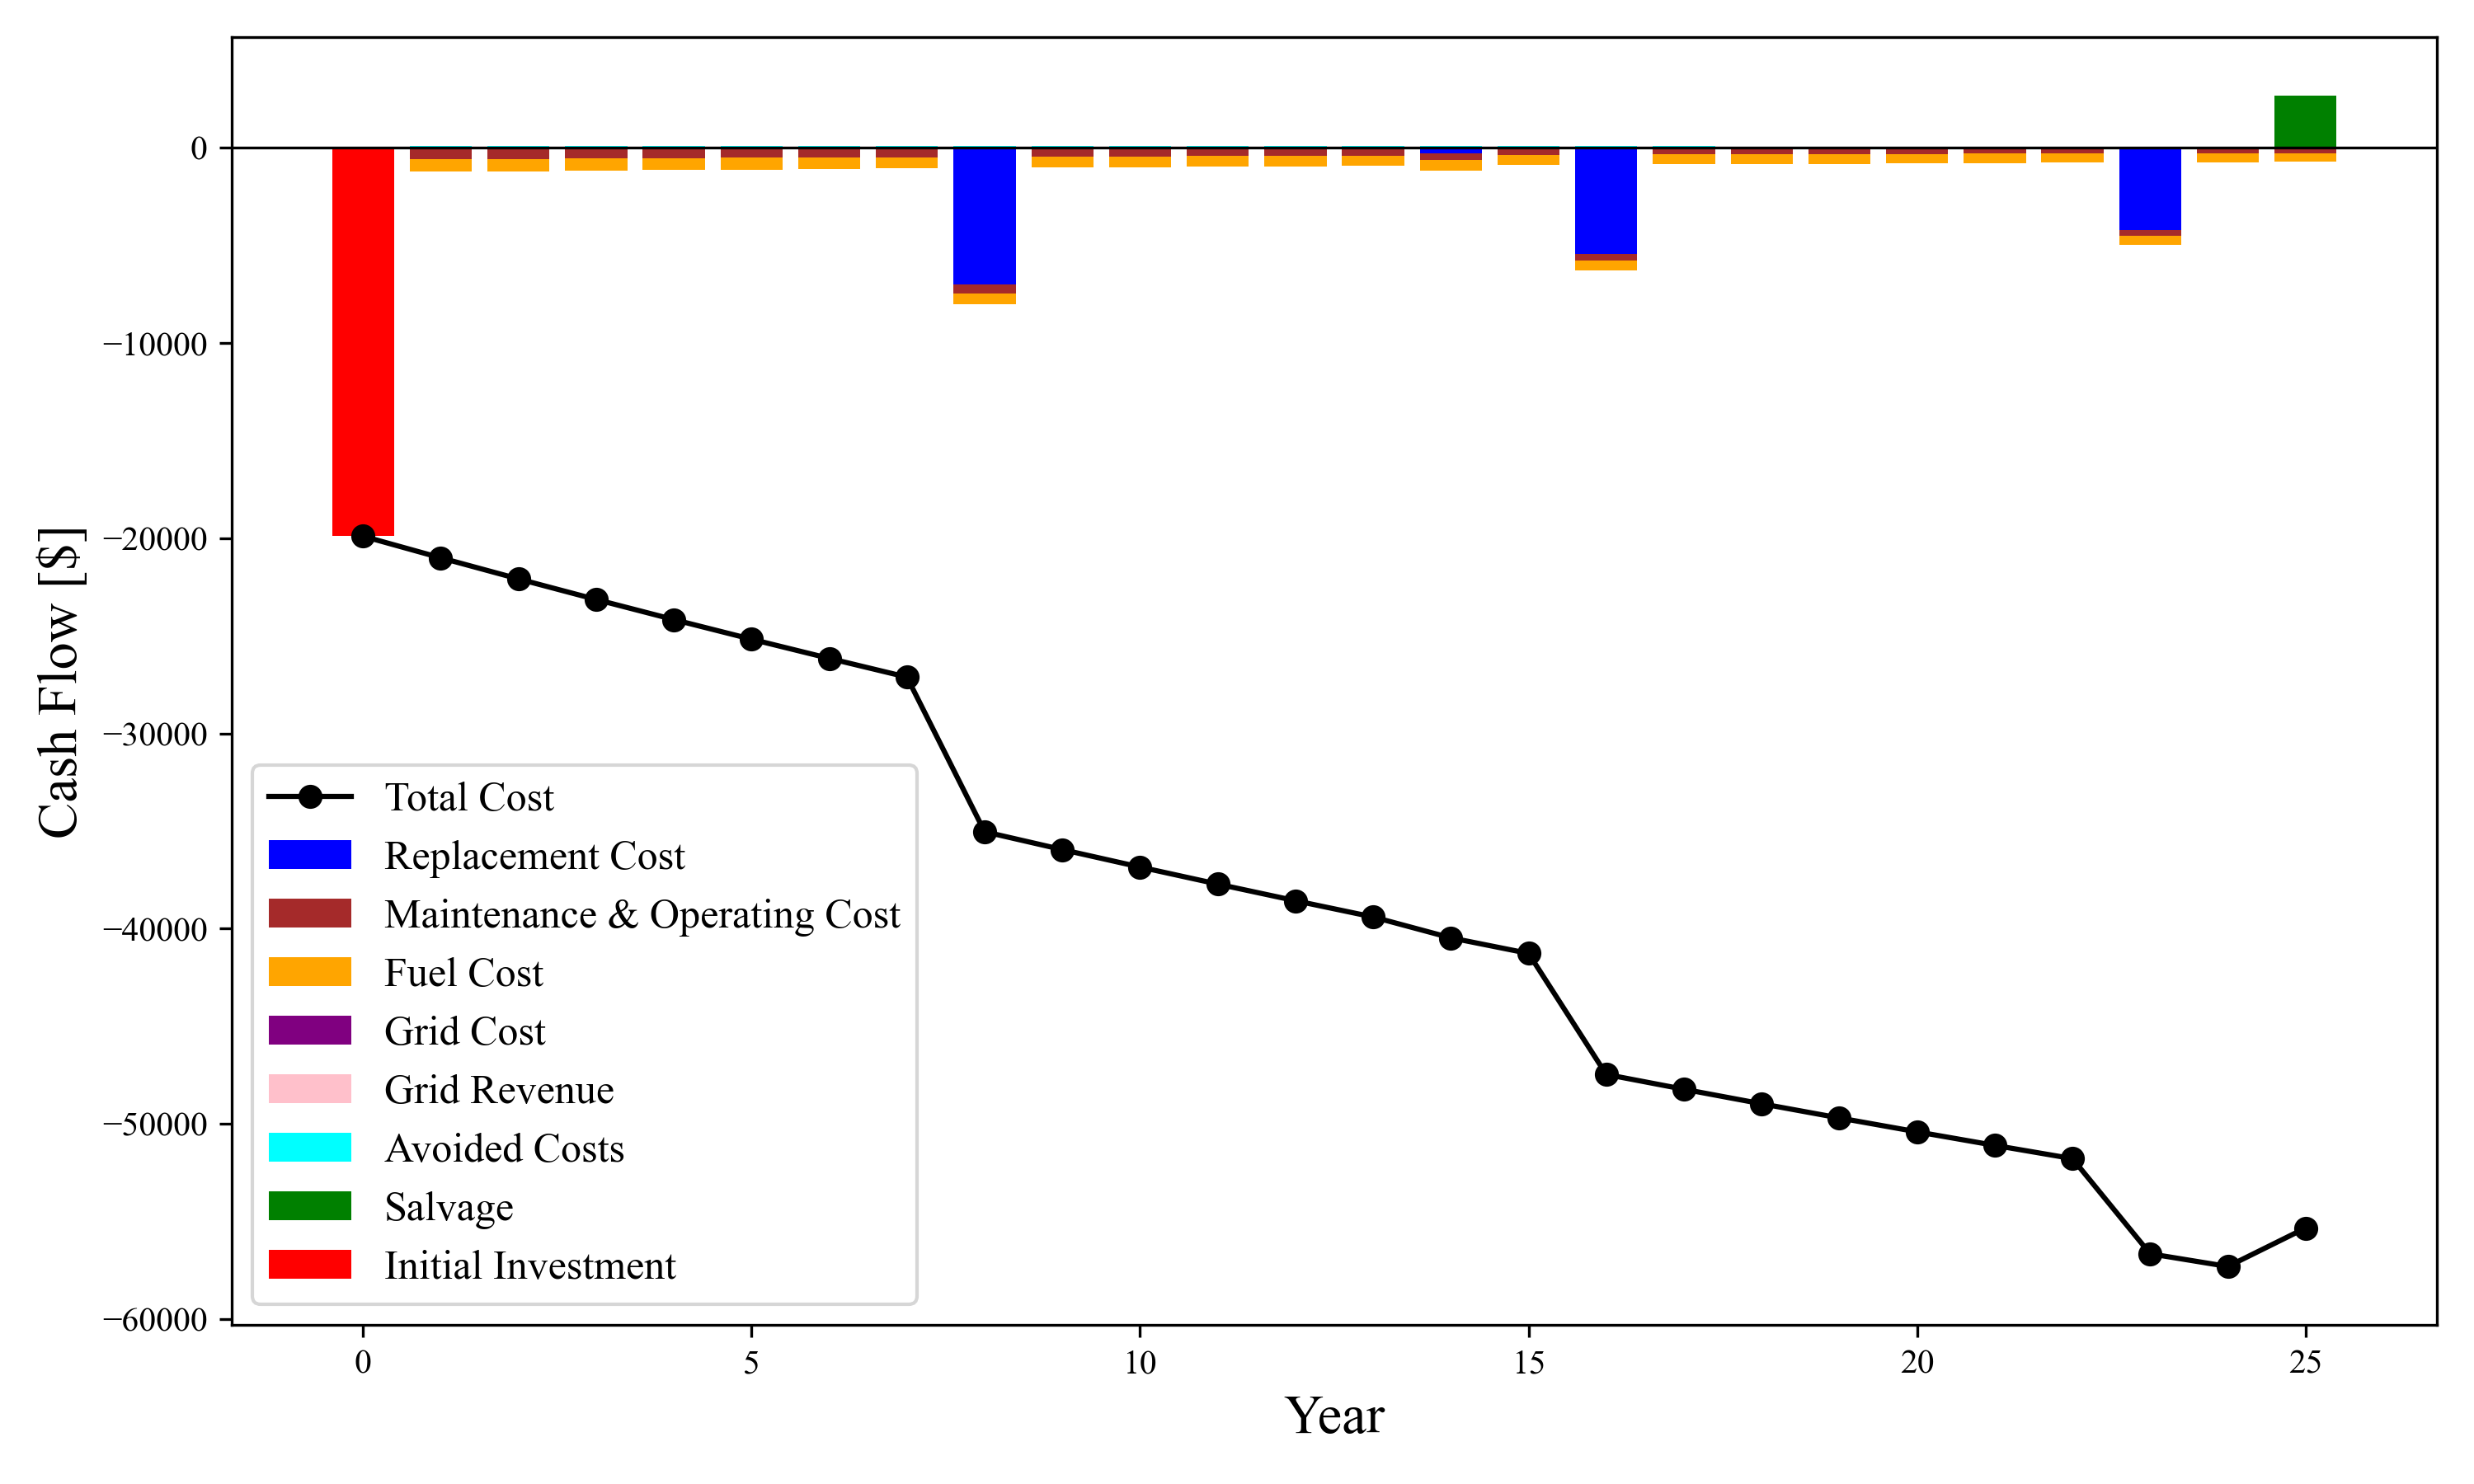 Cash Flow [$]
0
−10000
−20000
−30000
−40000
−50000
−60000
Total Cost
Replacement Cost
Maintenance & Operating Cost
Fuel Cost
Grid Cost
Grid Revenue
Avoided Costs
Salvage
Initial Investment
0 5 10 15 20 25
Year